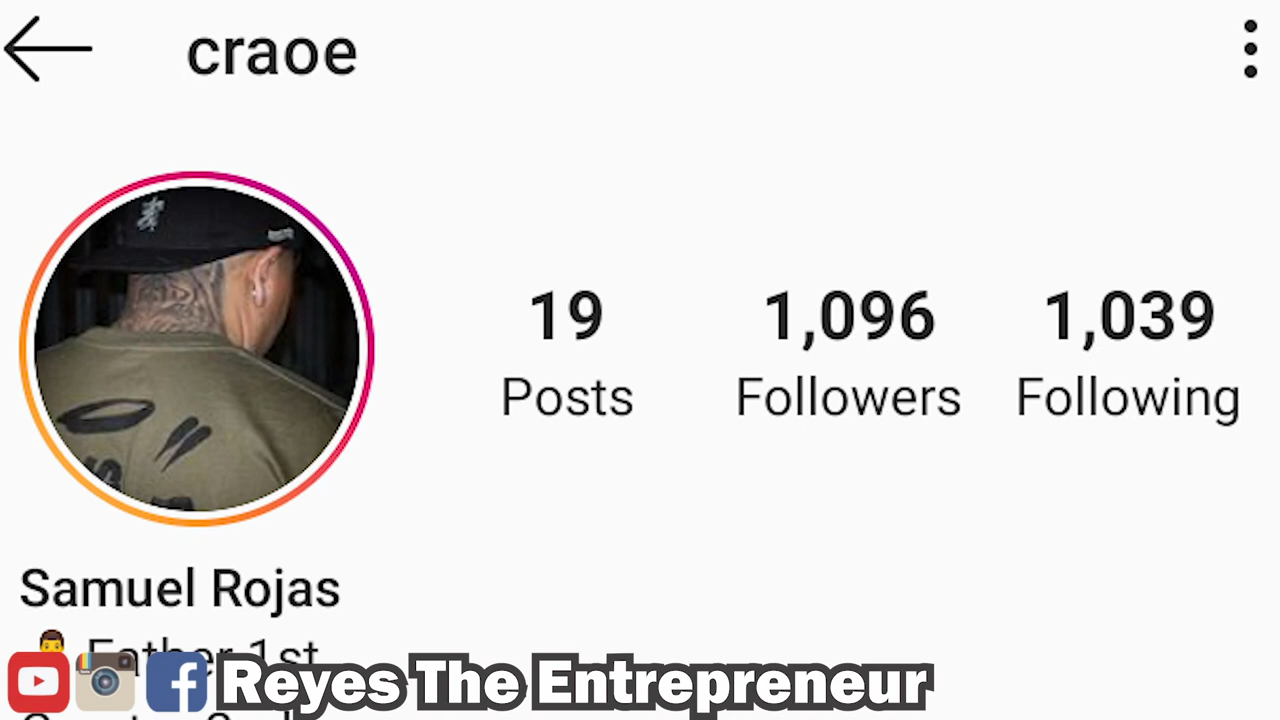 craoe
19 1,096 1,039
Posts Followers Following
Samuel Rojas
Father 1st
Reyes The Entrepreneur